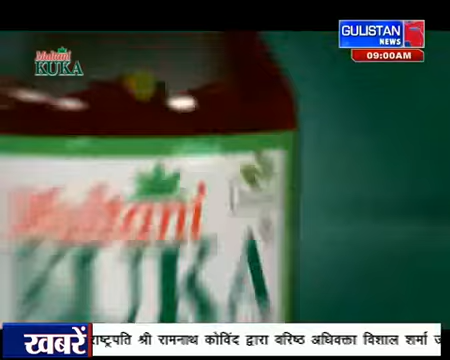 Multani
KUKA
GULISTAN
NEWS
09:00AM
Multani
KUKA
खबरें
राष्ट्रपति श्री रामनाथ कोविंद द्वारा वरिष्ठ अधिवक्ता विशाल शर्मा